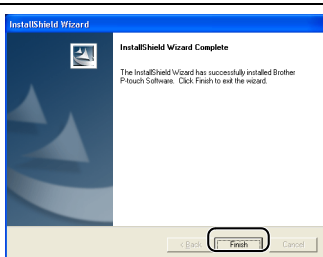 InstallShield Wizard
InstallShield Wizard Complete
The InstallShield Wizard has successfully installed Brother
P-touch Software. Click Finish to exit the wizard.
< Back Finish Cancel